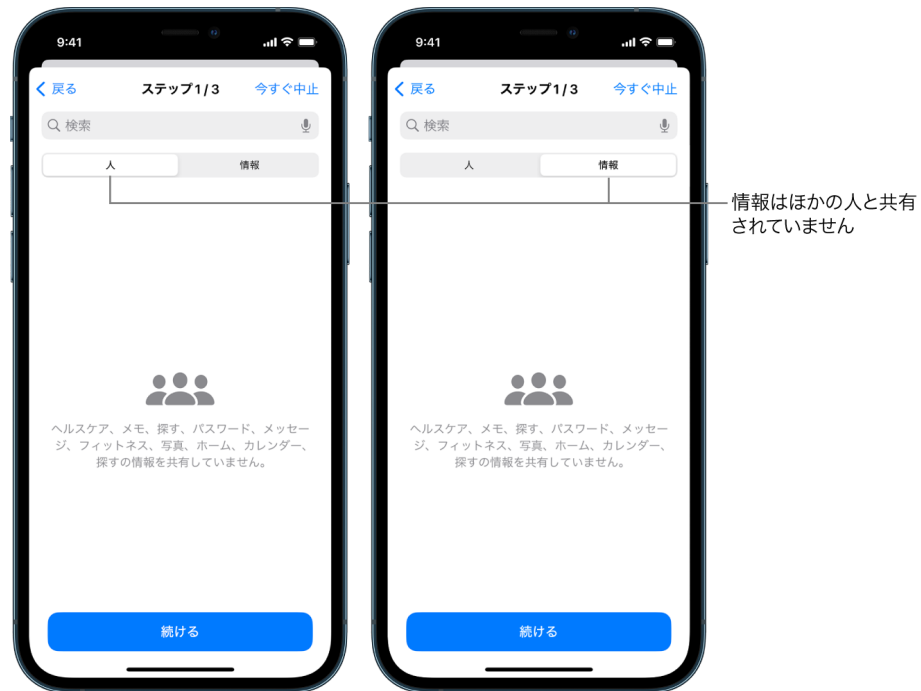 9:41
戻る
ステップ1/3
今すぐ中止
検索
人
情報
ヘルスケア、メモ、探す、パスワード、メッセー
ジ、フィットネス、写真、ホーム、カレンダー、
探すの情報を共有していません。
続ける
9:41
戻る
ステップ1/3
今すぐ中止
検索
人
情報
ヘルスケア、メモ、探す、パスワード、メッセー
ジ、フィットネス、写真、ホーム、カレンダー、
探すの情報を共有していません。
続ける
情報はほかの人と共有
されていません